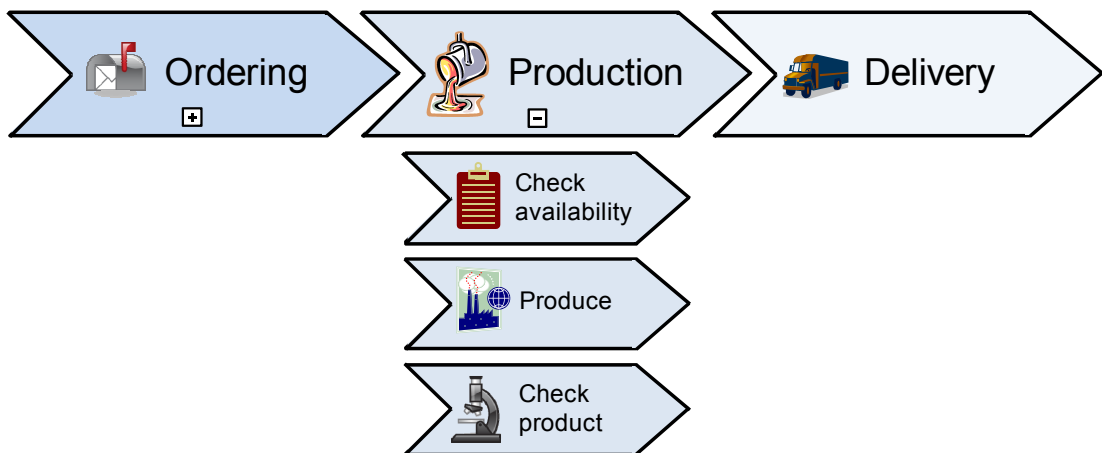 Ordering
Production
Delivery
Check
availability
Produce
Check
product